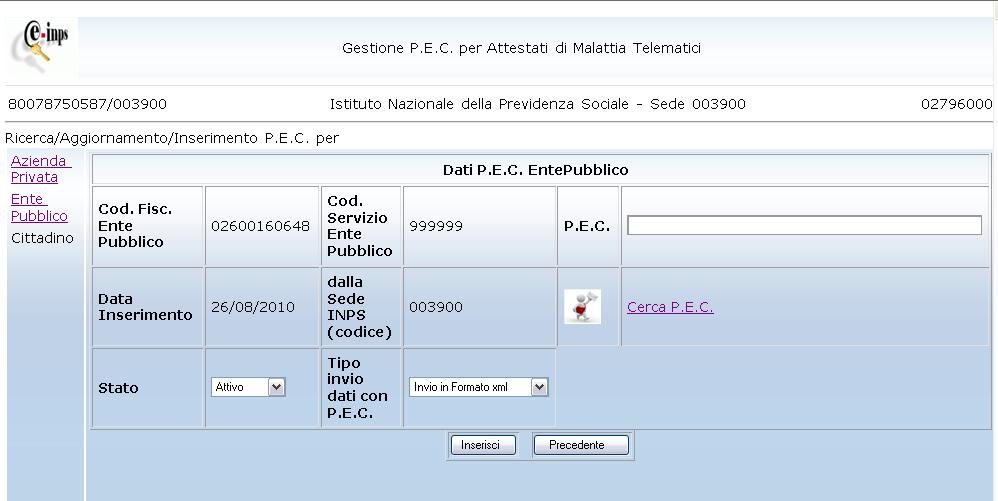 e-inps
Gestione P.E.C. per Attestati di Malattia Telematici
80078750587/003900 Istituto Nazionale della Previdenza Sociale - Sede 003900 02796000
Ricerca/Aggiornamento/Inserimento P.E.C. per
Azienda
Privata
Ente
Pubblico
Cittadino
Dati P.E.C. EntePubblico
Cod. Fisc.
Ente
Pubblico
02600160648
Cod.
Servizio
Ente
Pubblico
999999
P.E.C.
Data
Inserimento
26/08/2010
dalla
Sede
INPS
(codice)
003900
Cerca P.E.C.
Stato
Attivo
Tipo
invio
dati con
P.E.C.
Invio in Formato xml
Inserisci
Precedente